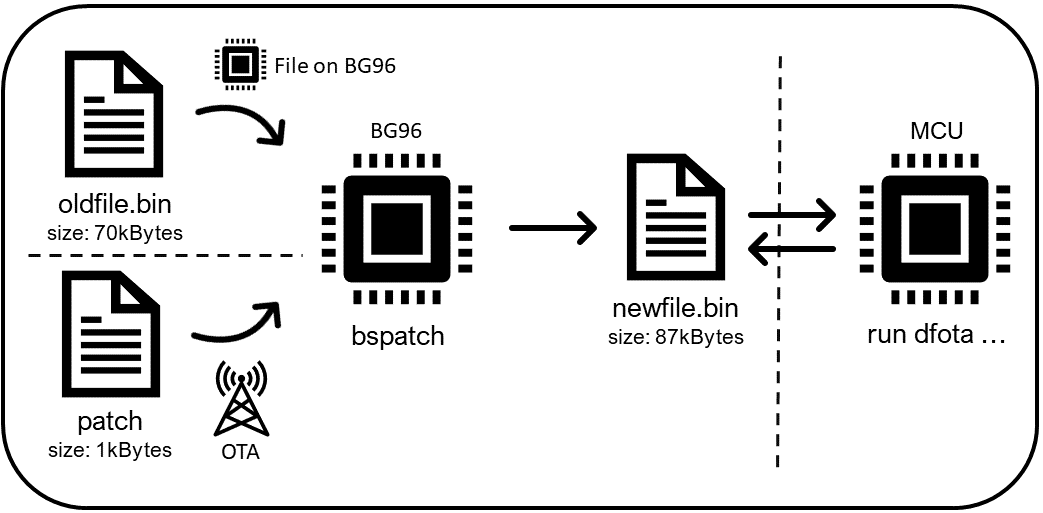 File on BG96
oldfile.bin
size: 70kBytes
patch
size: 1kBytes
OTA
BG96
bspatch
newfile.bin
size: 87kBytes
MCU
run dfota ...